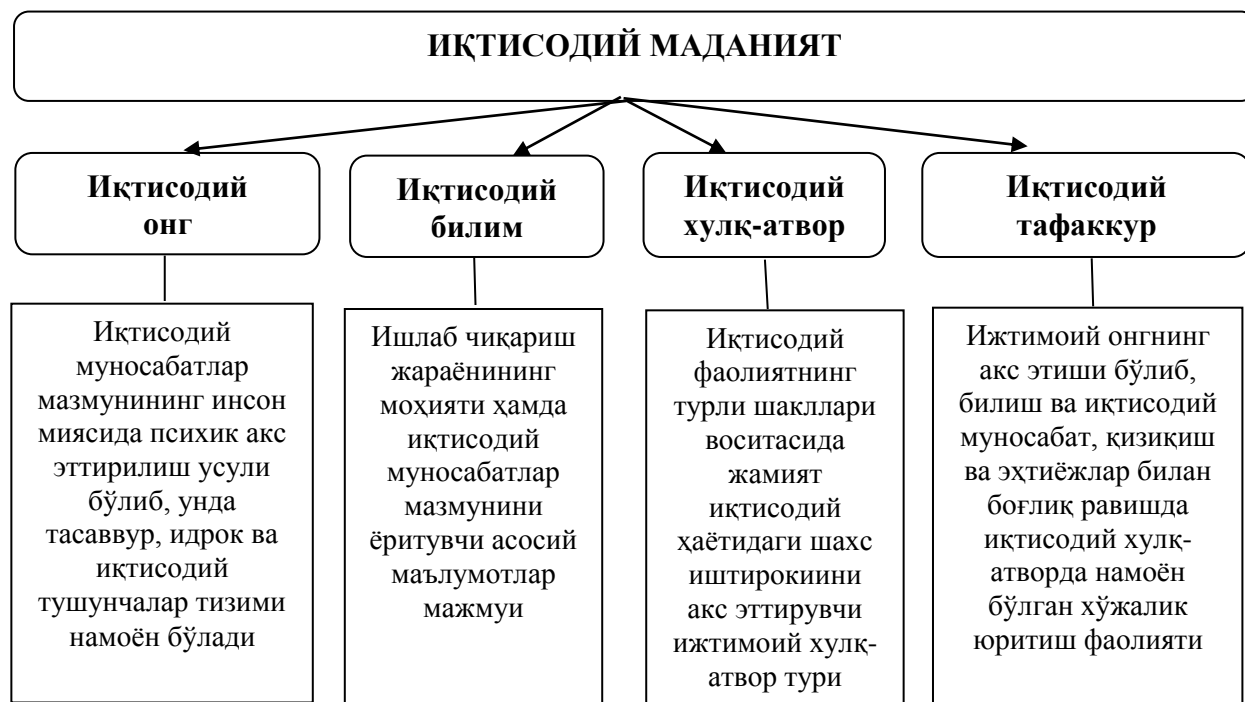 ИҚТИСОДИЙ МАДАНИЯТ
Иқтисодий
онг
Иқтисодий
билим
Иқтисодий
хулқ-атвор
Иқтисодий
тафаккур
Иқтисодий
муносабатлар
мазмунининг инсон
миясида психик акс
эттирилиш усули
бўлиб, унда
тасаввур, идрок ва
иқтисодий
тушунчалар тизими
намоён бўлади
Ишлаб чиқариш
жараёнининг
моҳияти ҳамда
иқтисодий
муносабатлар
мазмунини
ёритувчи асосий
маълумотлар
мажмуи
Иқтисодий
фаолиятнинг
турли шакллари
воситасида
жамият
иқтисодий
ҳаётидаги шахс
иштирокиини
акс эттирувчи
ижтимоий хулқ-
атвор тури
Ижтимоий онгнинг
акс этиши бўлиб,
билиш ва иқтисодий
муносабат, қизиқиш
ва эҳтиёжлар билан
боғлиқ равишда
иқтисодий хулқ-
атворда намоён
бўлган хўжалик
юритиш фаолияти